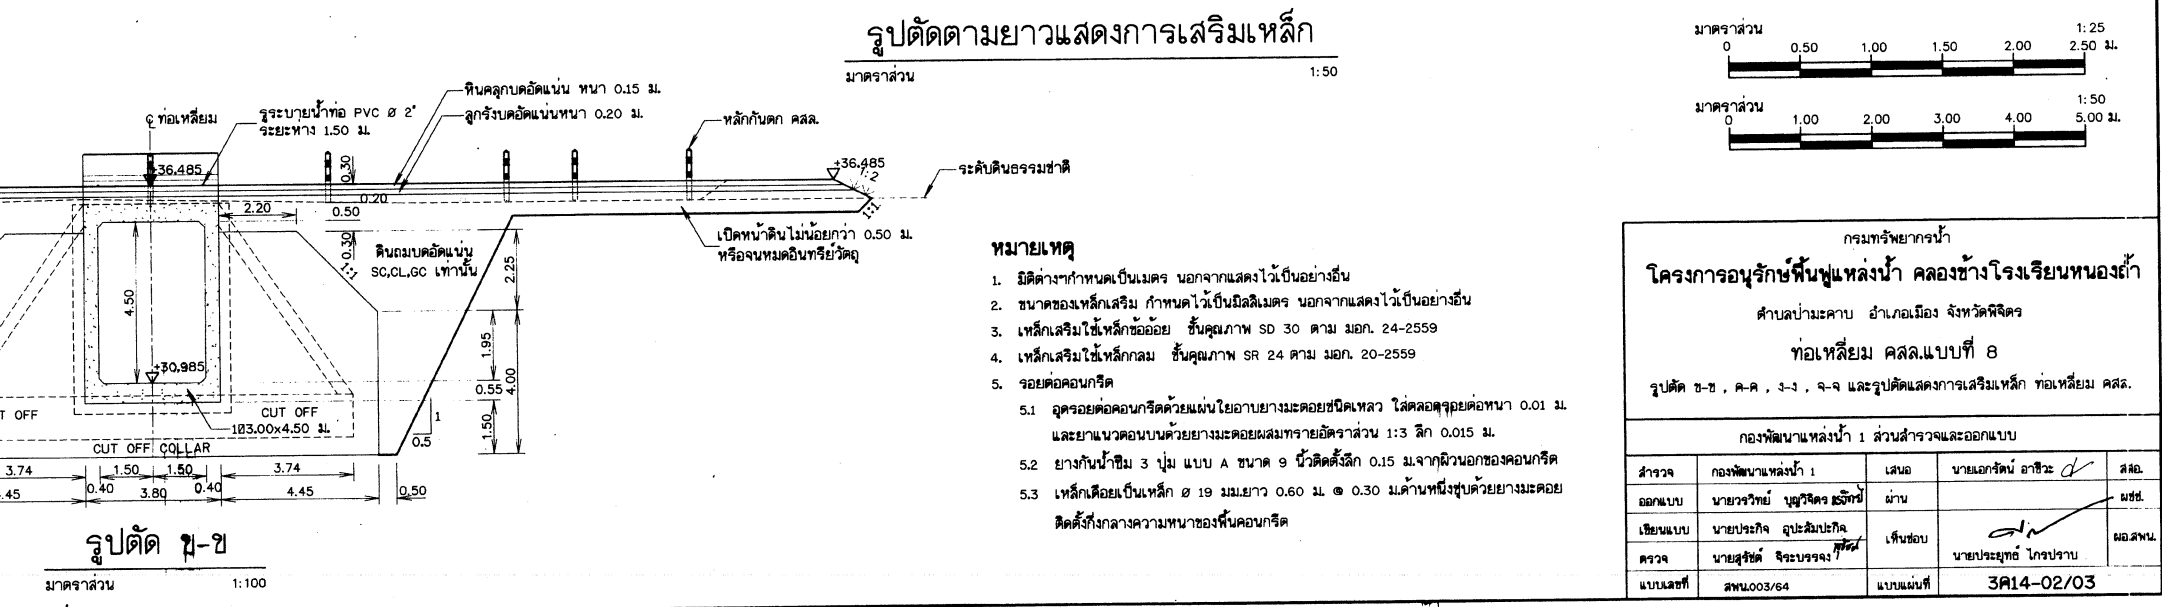 รูปตัดตามยาวแสดงการเสริมเหล็ก
มาตราส่วน 1:50
มาตราส่วน 1:25
0 0.50 1.00 1.50 2.00 2.50 ม.
มาตราส่วน 1:50
0 1.00 2.00 3.00 4.00 5.00 ม.
หินคลุกบดอัดแน่น หนา 0.15 ม.
ลูกรังบดอัดแน่นหนา 0.20 ม.
℄ ท่อเหลี่ยม
รูระบายน้ำท่อ PVC Ø 2"
ระยะห่าง 1.50 ม.
หลักกันตก คสล.
+36.485
0.30
+36.485
1:2
ระดับดินธรรมชาติ
0.20
2.20
0.50
1:1
0.30
1:1
ดินถมบดอัดแน่น
SC,CL,GC เท่านั้น
เปิดหน้าดินไม่น้อยกว่า 0.50 ม.
หรือจนหมดอินทรีย์วัตถุ
2.25
4.50
1.95
4.00
+30.985
0.55
1.50
1
0.5
T OFF
CUT OFF
1Ø3.00x4.50 ม.
CUT OFF COLLAR
3.74 1.50 1.50 3.74
.45 0.40 3.80 0.40 4.45 0.50
รูปตัด ข-ข
มาตราส่วน 1:100
หมายเหตุ
1. มิติต่างๆกำหนดเป็นเมตร นอกจากแสดงไว้เป็นอย่างอื่น
2. ขนาดของเหล็กเสริม กำหนดไว้เป็นมิลลิเมตร นอกจากแสดงไว้เป็นอย่างอื่น
3. เหล็กเสริมใช้เหล็กข้ออ้อย ชั้นคุณภาพ SD 30 ตาม มอก. 24-2559
4. เหล็กเสริมใช้เหล็กกลม ชั้นคุณภาพ SR 24 ตาม มอก. 20-2559
5. รอยต่อคอนกรีต
5.1 อุดรอยต่อคอนกรีตด้วยแผ่นใยอาบยางมะตอยชนิดเหลว ใส่ตลอดรอยต่อหนา 0.01 ม.
และยาแนวตอนบนด้วยยางมะตอยผสมทรายอัตราส่วน 1:3 ลึก 0.015 ม.
5.2 ยางกันน้ำซึม 3 ปุ่ม แบบ A ขนาด 9 นิ้วติดตั้งลึก 0.15 ม.จากผิวนอกของคอนกรีต
5.3 เหล็กเดือยเป็นเหล็ก Ø 19 มม.ยาว 0.60 ม. @ 0.30 ม.ด้านหนึ่งชุบด้วยยางมะตอย
ติดตั้งกึ่งกลางความหนาของพื้นคอนกรีต
กรมทรัพยากรน้ำ
โครงการอนุรักษ์ฟื้นฟูแหล่งน้ำ คลองข้างโรงเรียนหนองถ้ำ
ตำบลป่ามะคาบ อำเภอเมือง จังหวัดพิจิตร
ท่อเหลี่ยม คสล.แบบที่ 8
รูปตัด ข-ข , ค-ค , ง-ง , จ-จ และรูปตัดแสดงการเสริมเหล็ก ท่อเหลี่ยม คสล.
กองพัฒนาแหล่งน้ำ 1 ส่วนสำรวจและออกแบบ
สำรวจ กองพัฒนาแหล่งน้ำ 1 เสนอ นายเอกรัตน์ อาชีวะ สสอ.
ออกแบบ นายวรวิทย์ บุญวิจิตร ผ่าน ผชช.
เขียนแบบ นายประกิจ อุปะสัมปะกิจ เห็นชอบ ผอ.สพน.
ตรวจ นายสุรัชต์ จิระบรรจง นายประยุทธ์ ไกรปราบ
แบบเลขที่ สพน.003/64 แบบแผ่นที่ 3ค14-02/03